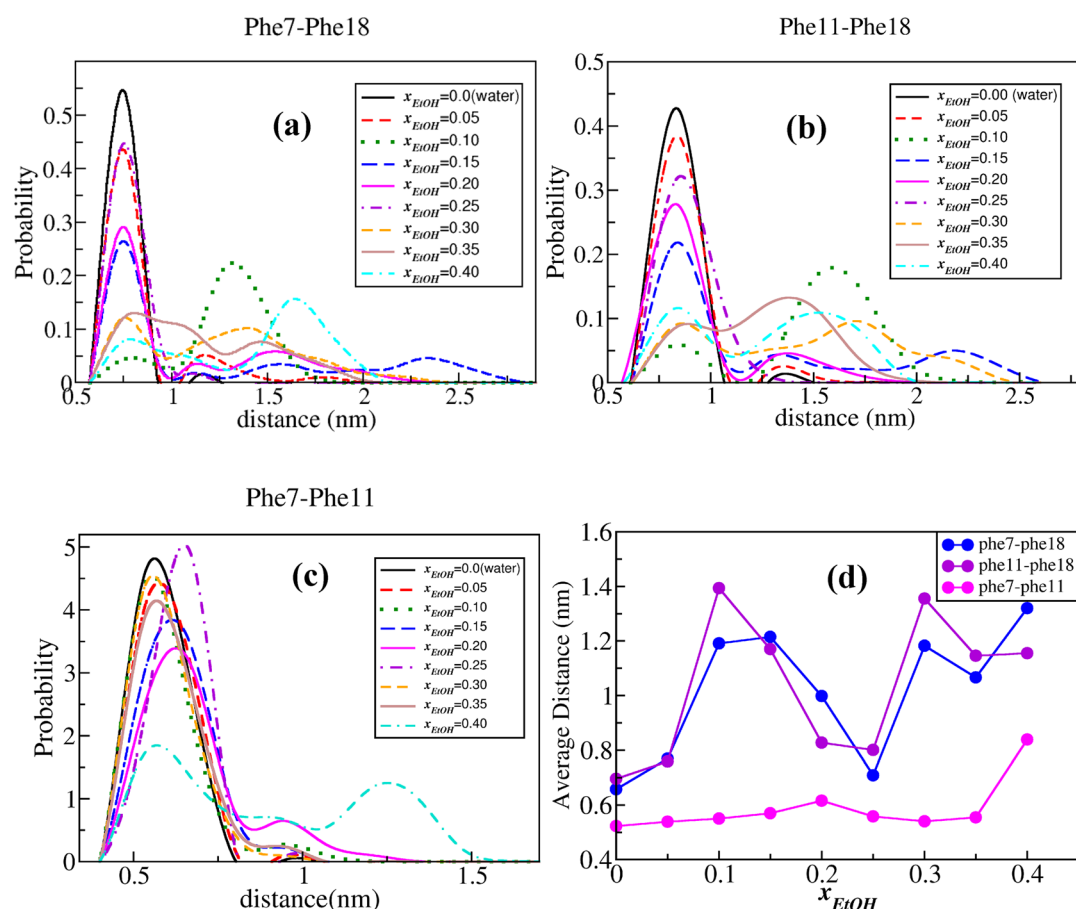 Phe7-Phe18
(a)
x_EtOH=0.0(water)
x_EtOH=0.05
x_EtOH=0.10
x_EtOH=0.15
x_EtOH=0.20
x_EtOH=0.25
x_EtOH=0.30
x_EtOH=0.35
x_EtOH=0.40
Probability
0.5
0.4
0.3
0.2
0.1
0
0.5 1 1.5 2 2.5
distance (nm)
Phe11-Phe18
(b)
x_EtOH=0.00 (water)
x_EtOH=0.05
x_EtOH=0.10
x_EtOH=0.15
x_EtOH=0.20
x_EtOH=0.25
x_EtOH=0.30
x_EtOH=0.35
x_EtOH=0.40
Probability
0.5
0.4
0.3
0.2
0.1
0
0.5 1 1.5 2 2.5
distance (nm)
Phe7-Phe11
(c)
x_EtOH=0.0(water)
x_EtOH=0.05
x_EtOH=0.10
x_EtOH=0.15
x_EtOH=0.20
x_EtOH=0.25
x_EtOH=0.30
x_EtOH=0.35
x_EtOH=0.40
Probability
5
4
3
2
1
0
0.5 1 1.5
distance(nm)
(d)
phe7-phe18
phe11-phe18
phe7-phe11
Average Distance (nm)
1.6
1.4
1.2
1
0.8
0.6
0.4
0 0.1 0.2 0.3 0.4
x_EtOH